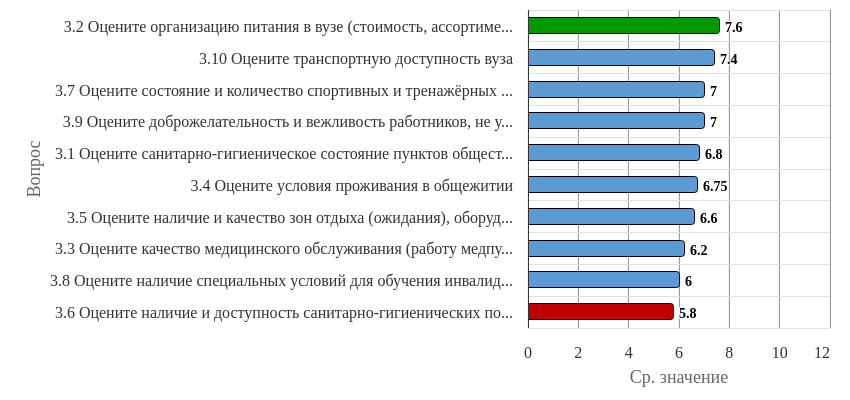 3.2 Оцените организацию питания в вузе (стоимость, ассортиме... 7.6
3.10 Оцените транспортную доступность вуза 7.4
3.7 Оцените состояние и количество спортивных и тренажёрных ... 7
3.9 Оцените доброжелательность и вежливость работников, не у... 7
3.1 Оцените санитарно-гигиеническое состояние пунктов общест... 6.8
3.4 Оцените условия проживания в общежитии 6.75
3.5 Оцените наличие и качество зон отдыха (ожидания), оборуд... 6.6
3.3 Оцените качество медицинского обслуживания (работу медпу... 6.2
3.8 Оцените наличие специальных условий для обучения инвалид... 6
3.6 Оцените наличие и доступность санитарно-гигиенических по... 5.8
Вопрос
0 2 4 6 8 10 12
Ср. значение